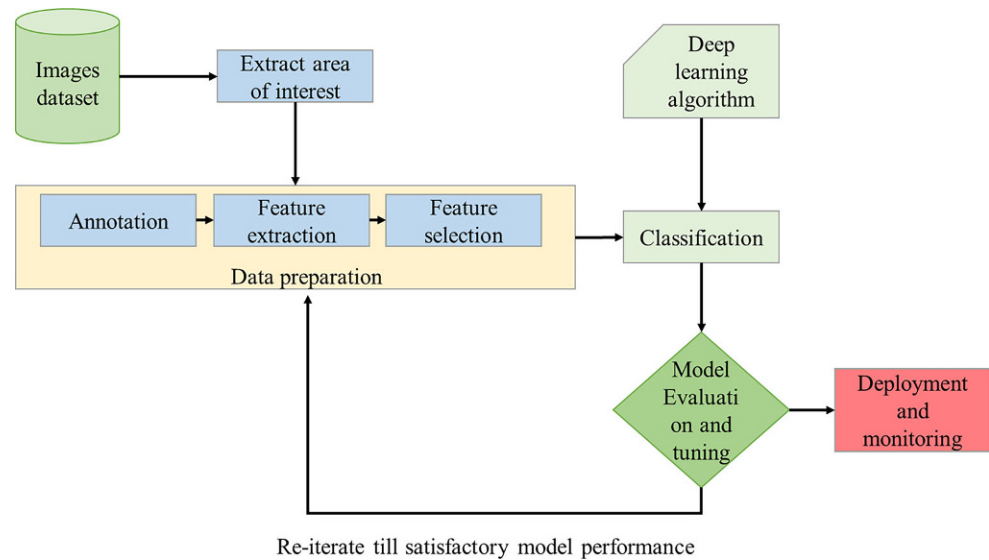 Images
dataset
Extract area
of interest
Deep
learning
algorithm
Annotation
Feature
extraction
Feature
selection
Data preparation
Classification
Model
Evaluati
on and
tuning
Deployment
and
monitoring
Re-iterate till satisfactory model performance